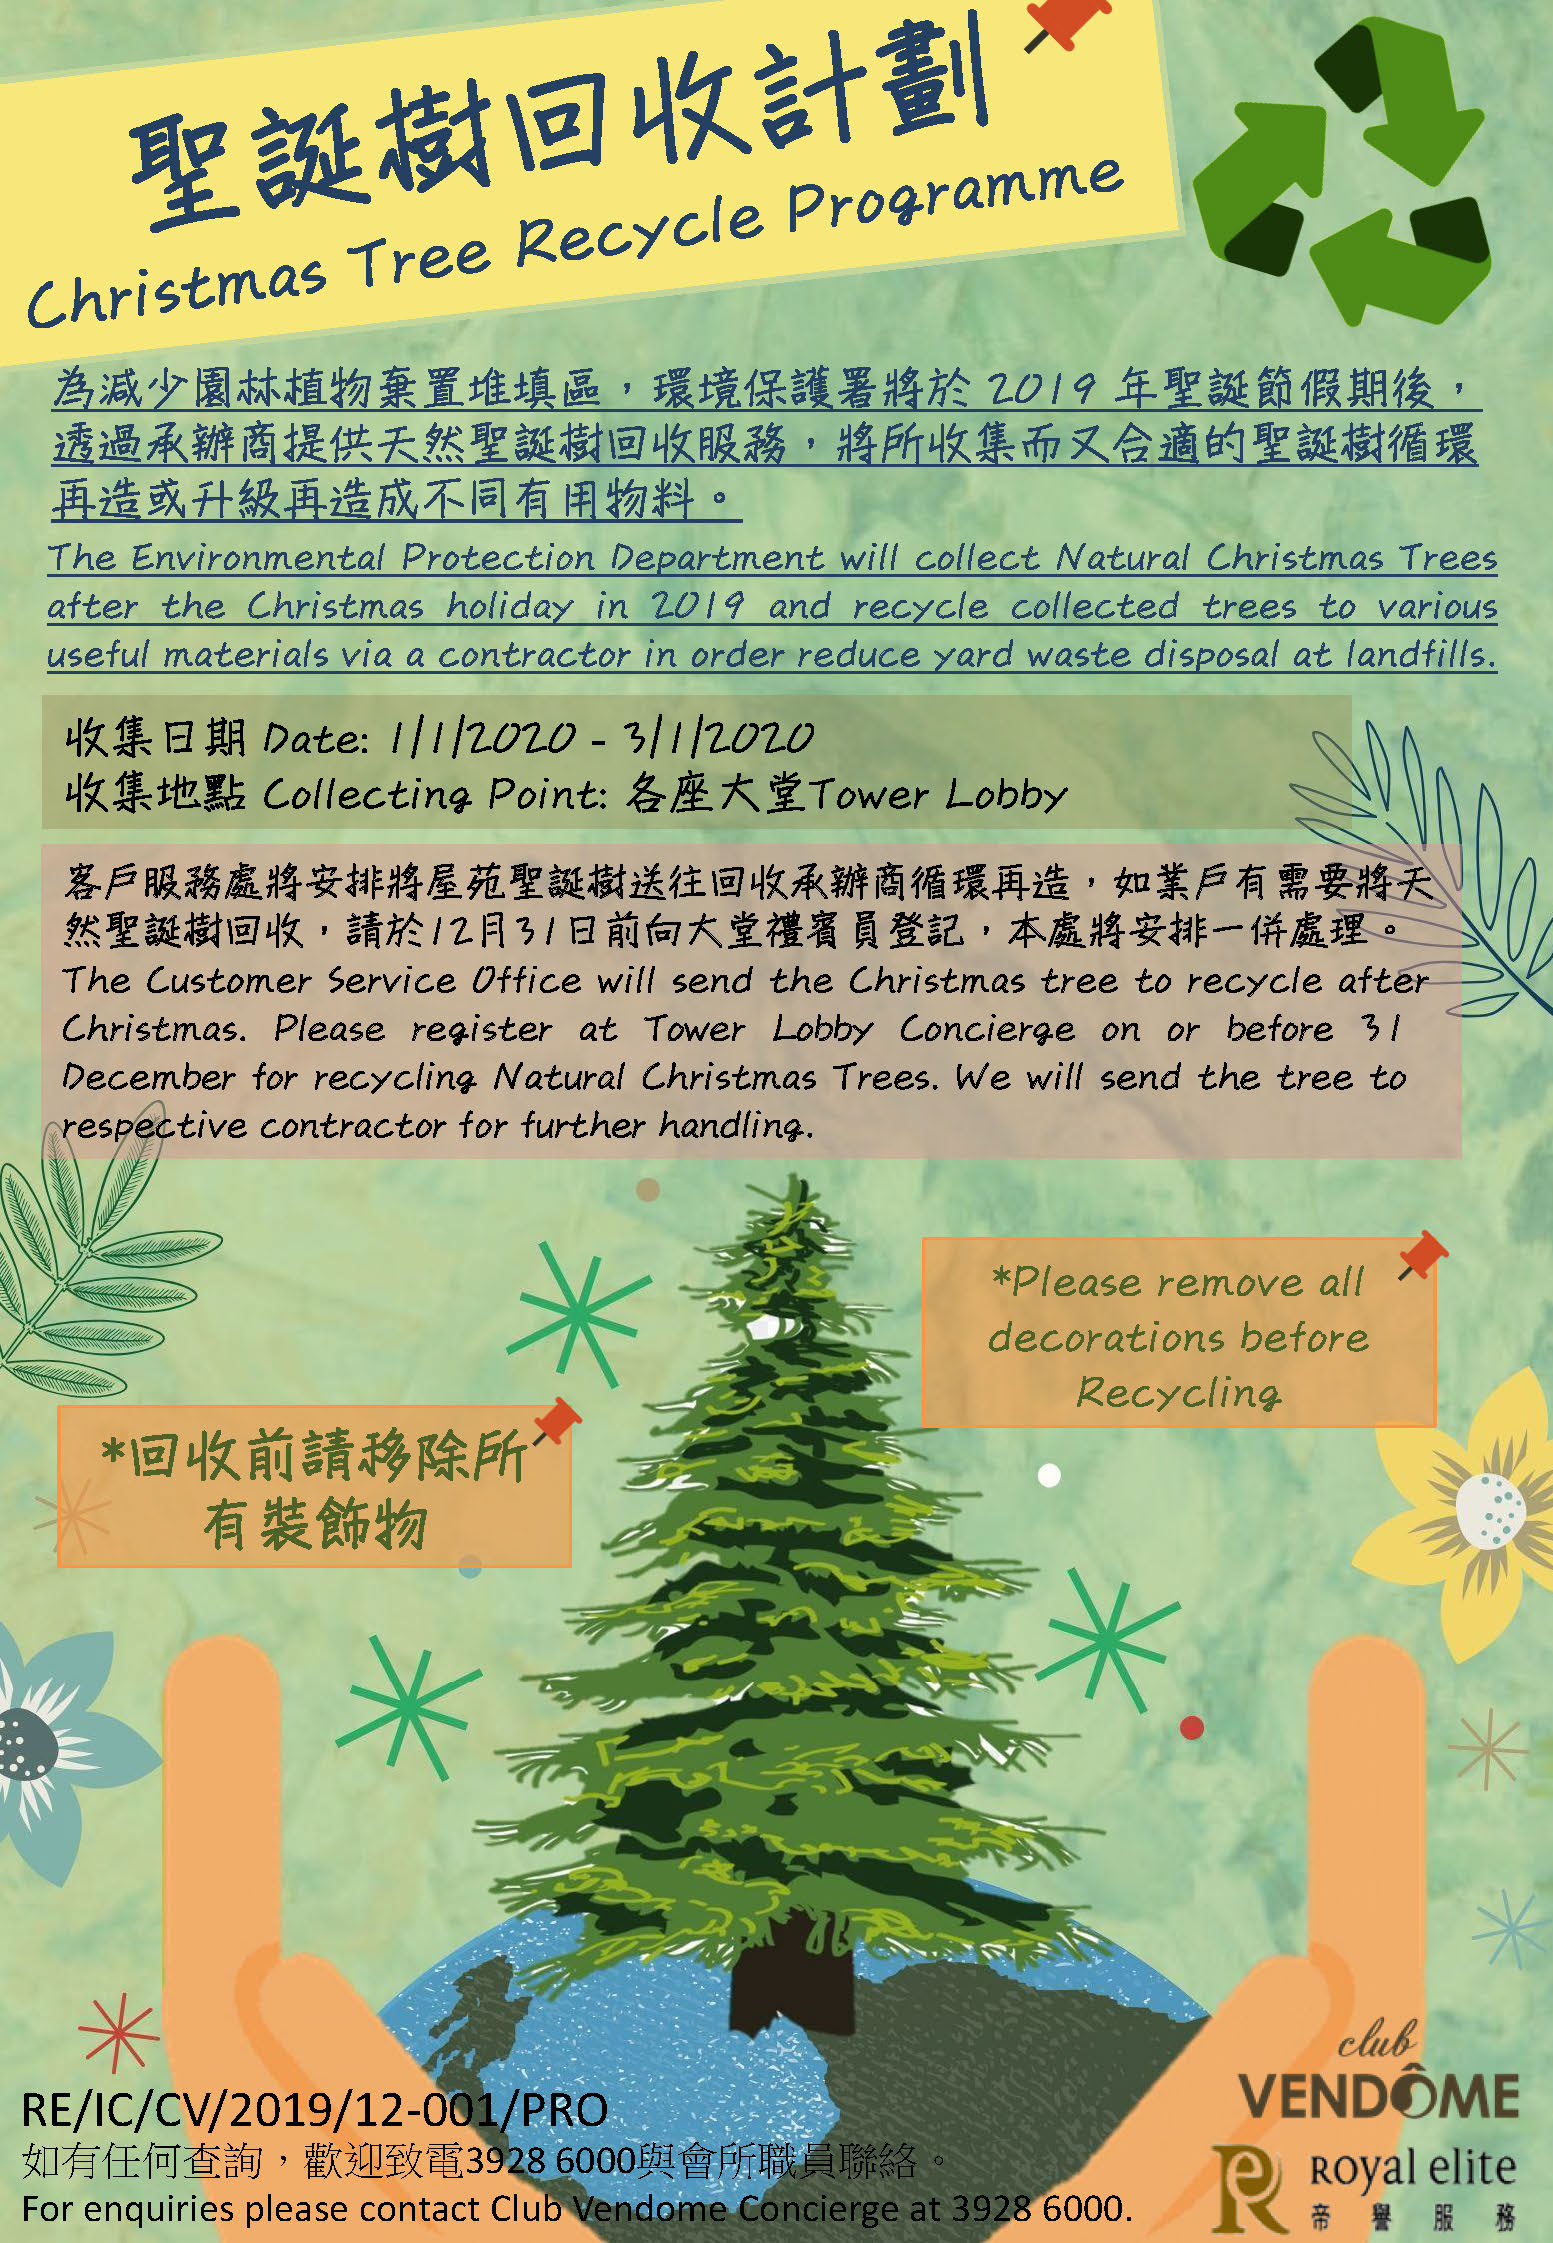 聖誕樹回收計劃
Christmas Tree Recycle Programme
為減少園林植物棄置堆填區，環境保護署將於 2019 年聖誕節假期後，
透過承辦商提供天然聖誕樹回收服務，將所收集而又合適的聖誕樹循環
再造或升級再造成不同有用物料。
The Environmental Protection Department will collect Natural Christmas Trees
after the Christmas holiday in 2019 and recycle collected trees to various
useful materials via a contractor in order reduce yard waste disposal at landfills.
收集日期 Date: 1/1/2020 - 3/1/2020
收集地點 Collecting Point: 各座大堂Tower Lobby
客戶服務處將安排將屋苑聖誕樹送往回收承辦商循環再造，如業戶有需要將天
然聖誕樹回收，請於12月31日前向大堂禮賓員登記，本處將安排一併處理。
The Customer Service Office will send the Christmas tree to recycle after
Christmas. Please register at Tower Lobby Concierge on or before 31
December for recycling Natural Christmas Trees. We will send the tree to
respective contractor for further handling.
*Please remove all
decorations before
Recycling
*回收前請移除所
有裝飾物
RE/IC/CV/2019/12-001/PRO
如有任何查詢，歡迎致電3928 6000與會所職員聯絡。
For enquiries please contact Club Vendome Concierge at 3928 6000.
club
VENDÔME
Royal elite
帝譽服務